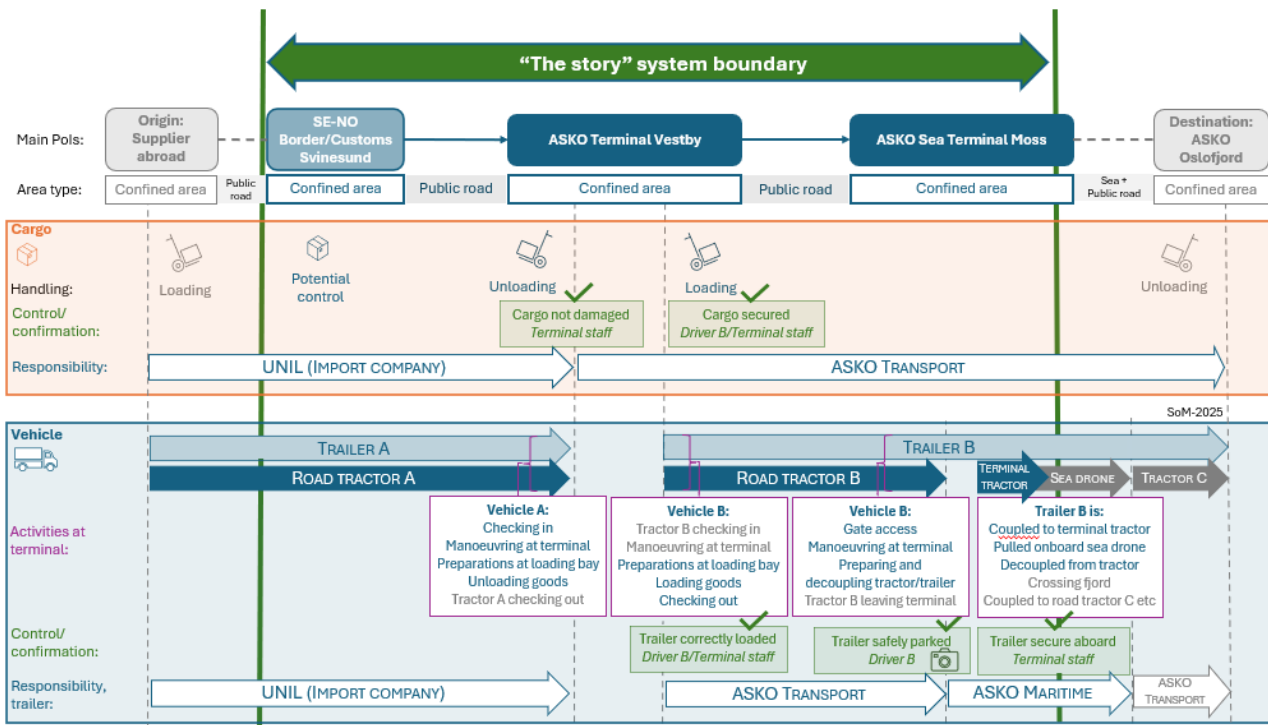 “The story” system boundary
Main PoIs:
Origin:
Supplier
abroad
SE-NO
Border/Customs
Svinesund
ASKO Terminal Vestby
ASKO Sea Terminal Moss
Destination:
ASKO
Oslofjord
Area type:
Confined area
Public
road
Confined area
Public road
Confined area
Public road
Confined area
Sea +
Public road
Confined area
Cargo
Handling:
Loading
Potential
control
Unloading
Loading
Unloading
Control/
confirmation:
Cargo not damaged
Terminal staff
Cargo secured
Driver B/Terminal staff
Responsibility:
UNIL (IMPORT COMPANY)
ASKO TRANSPORT
SoM-2025
Vehicle
TRAILER A
TRAILER B
ROAD TRACTOR A
ROAD TRACTOR B
TERMINAL
TRACTOR
SEA DRONE
TRACTOR C
Activities at
terminal:
Vehicle A:
Checking in
Manoeuvring at terminal
Preparations at loading bay
Unloading goods
Tractor A checking out
Vehicle B:
Tractor B checking in
Manoeuvring at terminal
Preparations at loading bay
Loading goods
Checking out
Vehicle B:
Gate access
Manoeuvring at terminal
Preparing and
decoupling tractor/trailer
Tractor B leaving terminal
Trailer B is:
Coupled to terminal tractor
Pulled onboard sea drone
Decoupled from tractor
Crossing fjord
Coupled to road tractor C etc
Control/
confirmation:
Trailer correctly loaded
Driver B/Terminal staff
Trailer safely parked
Driver B
Trailer secure aboard
Terminal staff
Responsibility,
trailer:
UNIL (IMPORT COMPANY)
ASKO TRANSPORT
ASKO MARITIME
ASKO
TRANSPORT